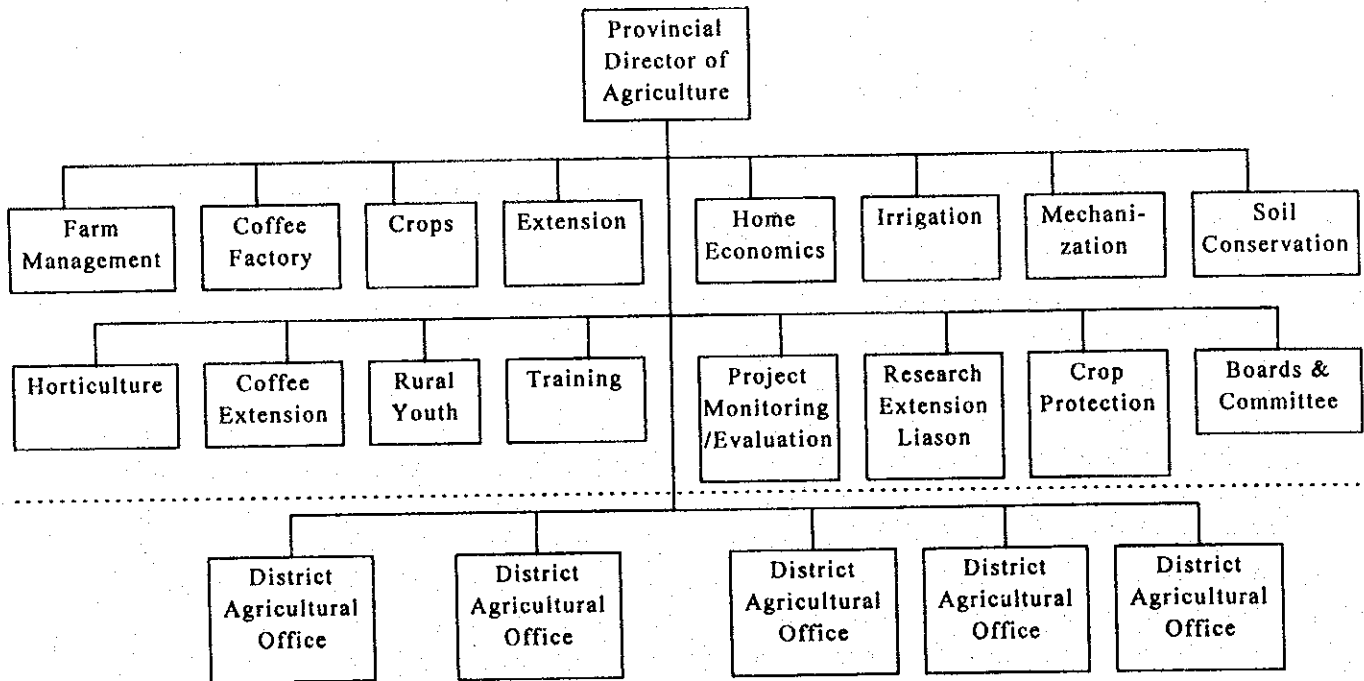 Provincial
Director of
Agriculture
Farm
Management
Coffee
Factory
Crops
Extension
Home
Economics
Irrigation
Mechani-
zation
Soil
Conservation
Horticulture
Coffee
Extension
Rural
Youth
Training
Project
Monitoring
/Evaluation
Research
Extension
Liason
Crop
Protection
Boards &
Committee
District
Agricultural
Office
District
Agricultural
Office
District
Agricultural
Office
District
Agricultural
Office
District
Agricultural
Office